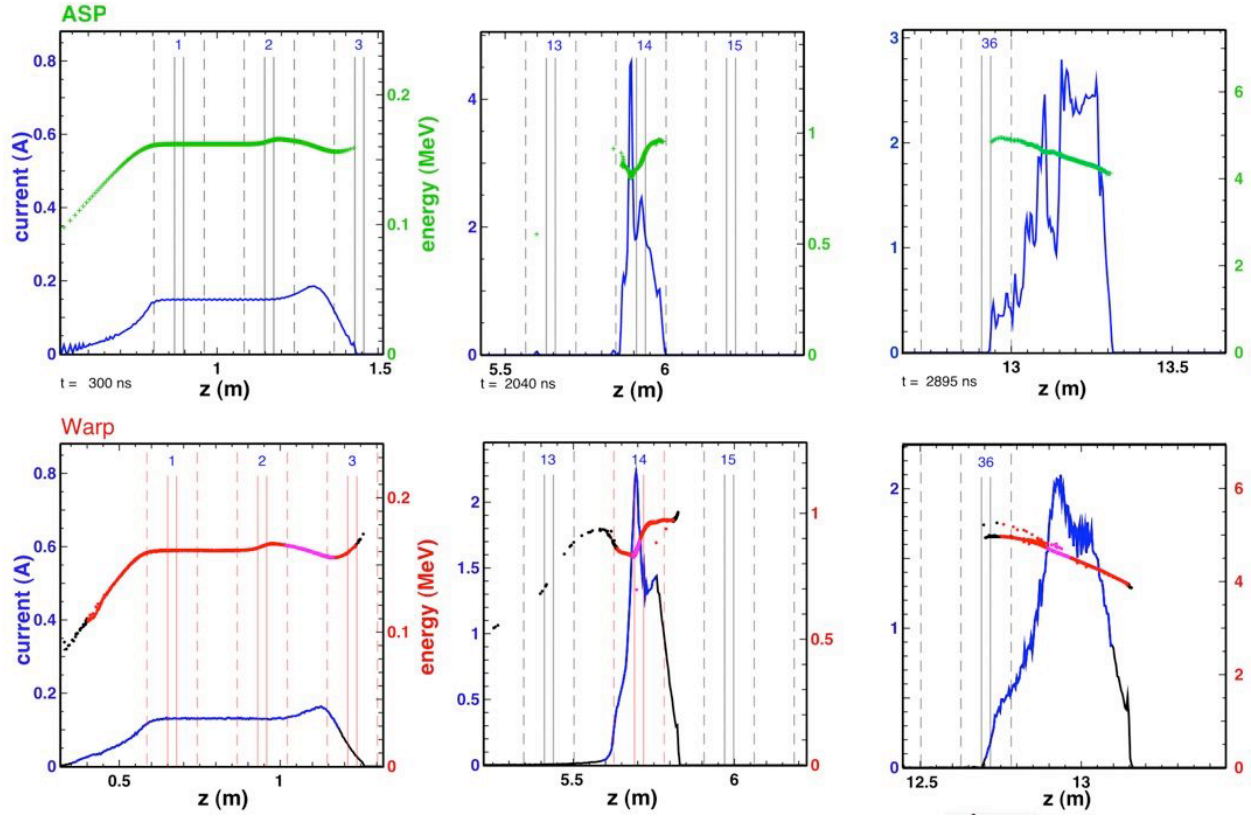 ASP
1 2 3
0.8
0.6
0.4
0.2
0
current (A)
0.2
0.1
0
energy (MeV)
1 1.5
t = 300 ns
z (m)
13 14 15
4
2
0
1
0.5
0
5.5 6
t = 2040 ns
z (m)
36
3
2
1
0
6
4
2
0
13 13.5
t = 2895 ns
z (m)
Warp
1 2 3
0.8
0.6
0.4
0.2
0
current (A)
0.2
0.1
0
energy (MeV)
0.5 1
z (m)
13 14 15
2
1.5
1
0.5
0
1
0.5
0
5.5 6
z (m)
36
2
1
0
6
4
2
0
12.5 13
z (m)